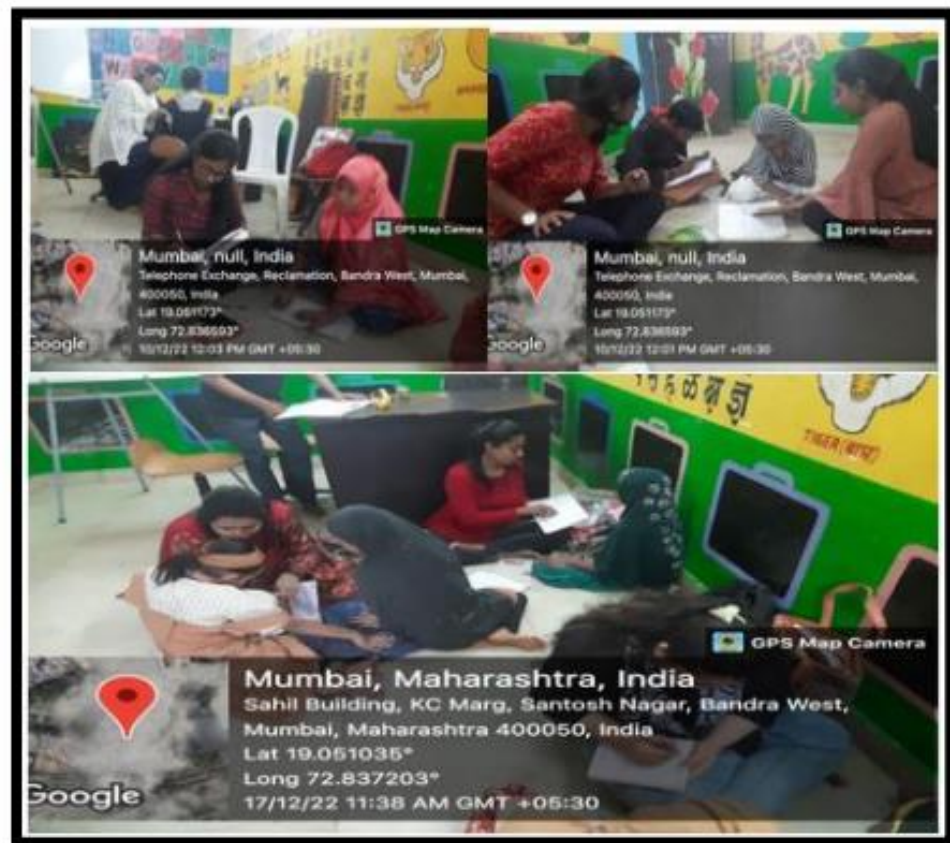 GPS Map Camera
Mumbai, null, India
Telephone Exchange, Reclamation, Bandra West, Mumbai,
400050, India
Lat 19.051173°
Long 72.836593°
10/12/22 12:03 PM GMT +05:30
Google
GPS Map Camera
Mumbai, null, India
Telephone Exchange, Reclamation, Bandra West, Mumbai,
400050, India
Lat 19.051173°
Long 72.836593°
10/12/22 12:01 PM GMT +05:30
Google
TIGER
GPS Map Camera
Mumbai, Maharashtra, India
Sahil Building, KC Marg, Santosh Nagar, Bandra West,
Mumbai, Maharashtra 400050, India
Lat 19.051035°
Long 72.837203°
17/12/22 11:38 AM GMT +05:30
Google